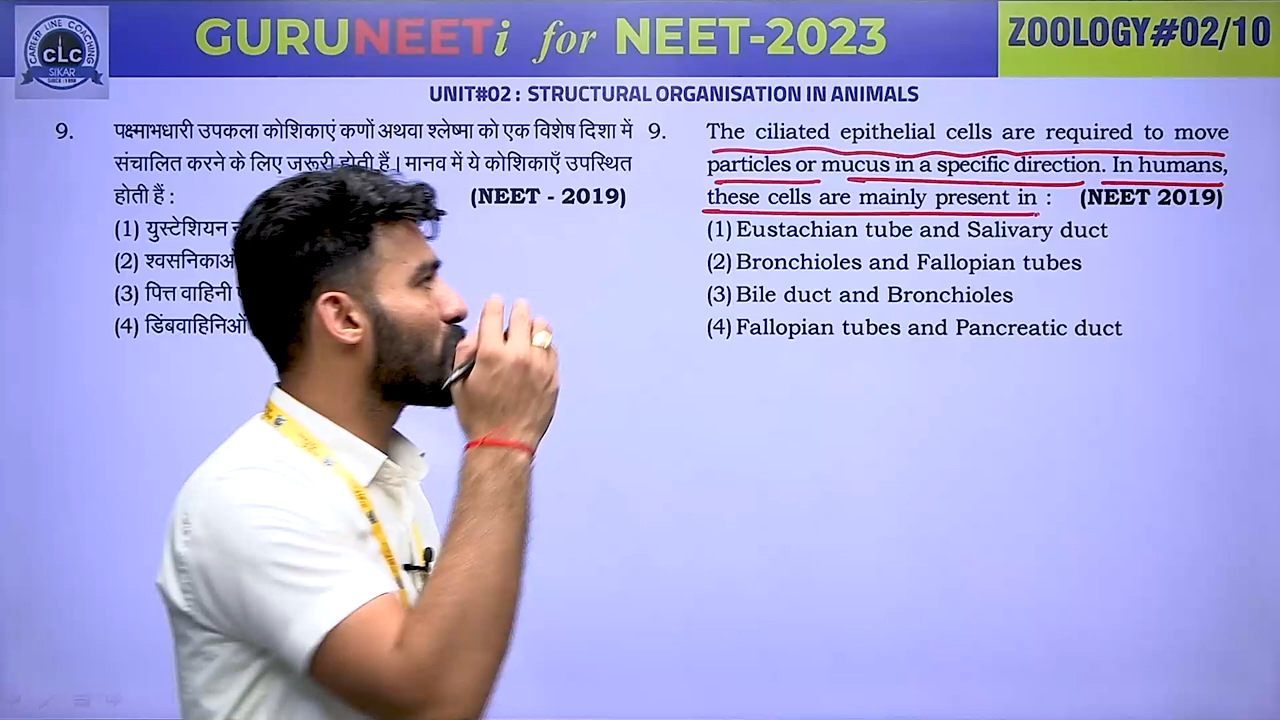 CAREER LINE COACHING
CLC
SIKAR
SINCE : 1996
GURUNEETi for NEET-2023
ZOOLOGY#02/10
UNIT#02 : STRUCTURAL ORGANISATION IN ANIMALS
9. पक्ष्माभधारी उपकला कोशिकाएं कणों अथवा श्लेष्मा को एक विशेष दिशा में
संचालित करने के लिए जरूरी होती हैं। मानव में ये कोशिकाएँ उपस्थित
होती हैं : (NEET - 2019)
(1) युस्टेशियन
(2) श्वसनिकाओं
(3) पित्त वाहिनी
(4) डिंबवाहिनिओं
9. The ciliated epithelial cells are required to move
particles or mucus in a specific direction. In humans,
these cells are mainly present in : (NEET 2019)
(1) Eustachian tube and Salivary duct
(2) Bronchioles and Fallopian tubes
(3) Bile duct and Bronchioles
(4) Fallopian tubes and Pancreatic duct